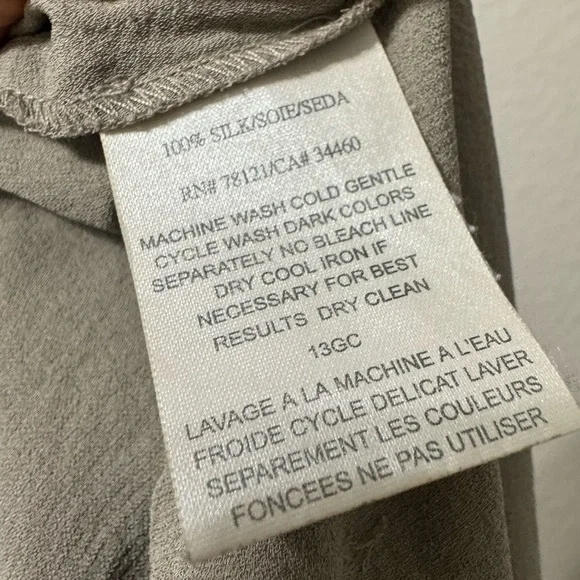 100% SILK/SOIE/SEDA
RN# 78121/CA# 34460
MACHINE WASH COLD GENTLE
CYCLE WASH DARK COLORS
SEPARATELY NO BLEACH LINE
DRY COOL IRON IF
NECESSARY FOR BEST
RESULTS DRY CLEAN
13GC
LAVAGE A LA MACHINE A L'EAU
FROIDE CYCLE DELICAT LAVER
SEPAREMENT LES COULEURS
FONCEES NE PAS UTILISER